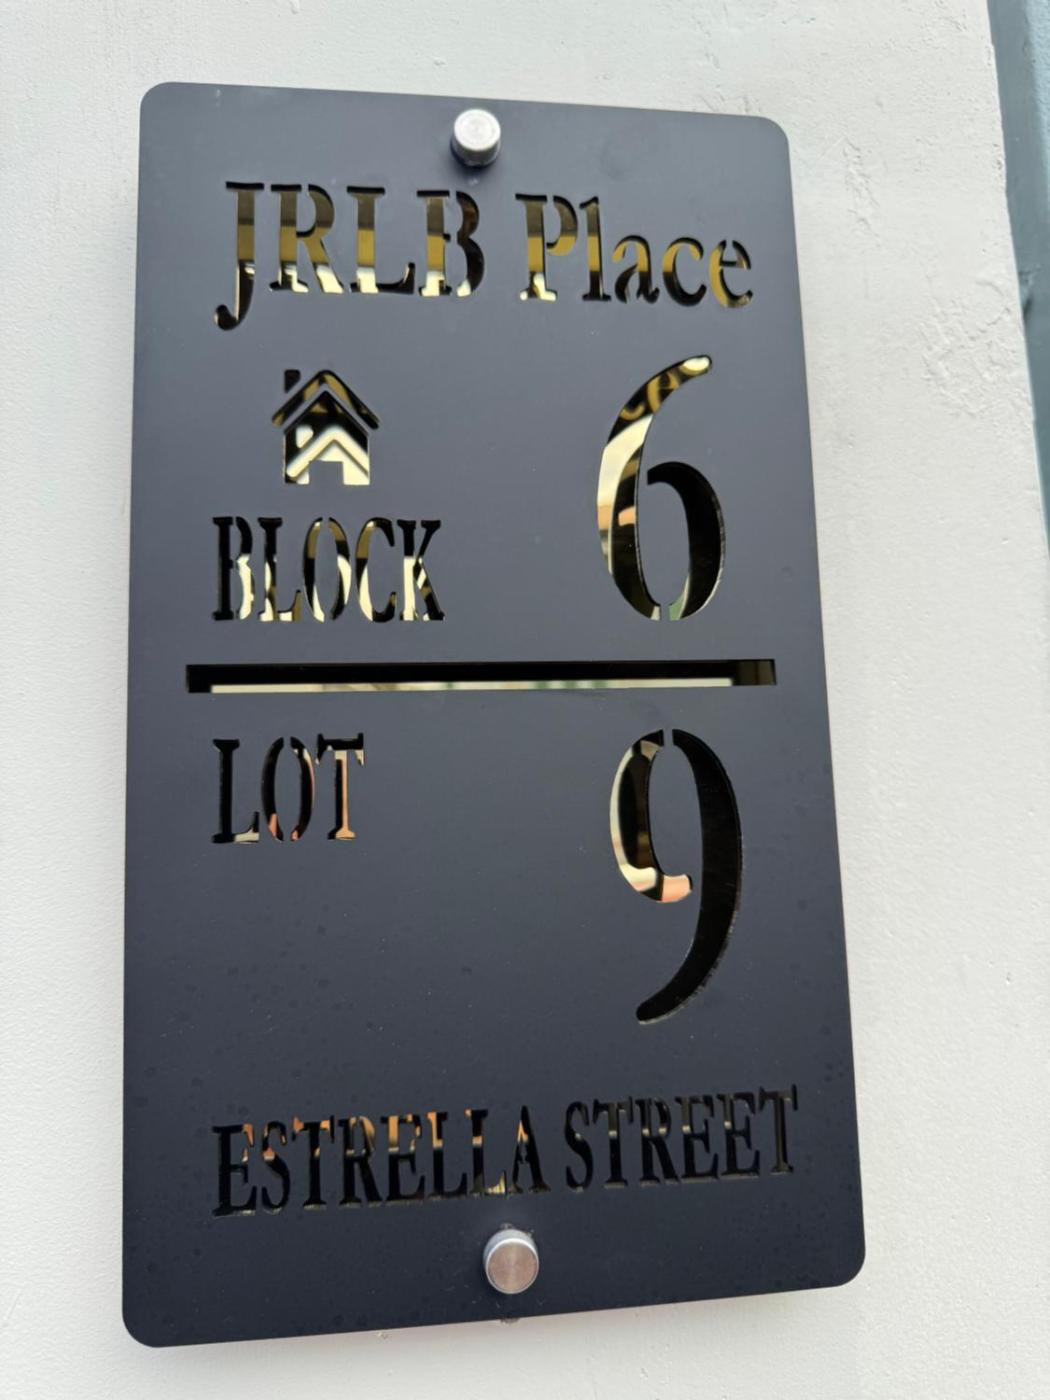 JRLB Place
BLOCK 6
LOT 9
ESTRELLA STREET